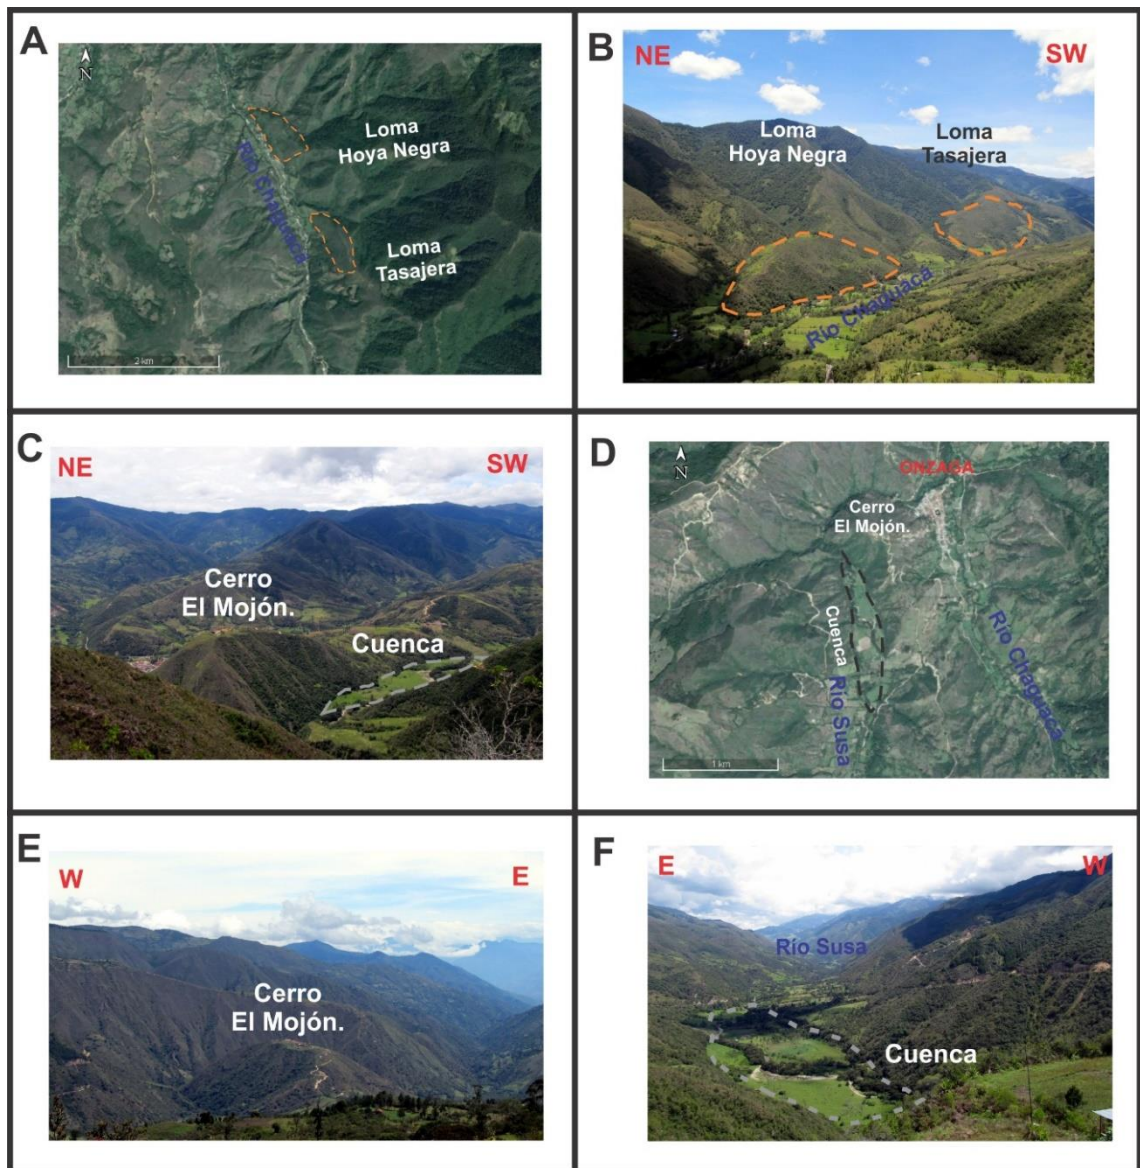 A
N
Loma
Hoya Negra
Río Chaguaca
Loma
Tasajera
2 km
B
NE
SW
Loma
Hoya Negra
Loma
Tasajera
Río Chaguaca
C
NE
SW
Cerro
El Mojón.
Cuenca
D
N
ONZAGA
Cerro
El Mojón.
Cuenca
Río Susa
Río Chaguaca
1 km
E
W
E
Cerro
El Mojón.
F
E
W
Río Susa
Cuenca